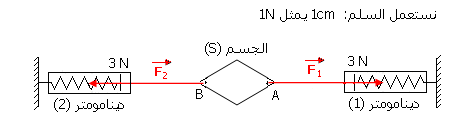 نستعمل السلم: 1cm يمثل 1N
الجسم (S)
3 N
F₂
F₁
3 N
B
A
دينامومتر (2)
دينامومتر (1)